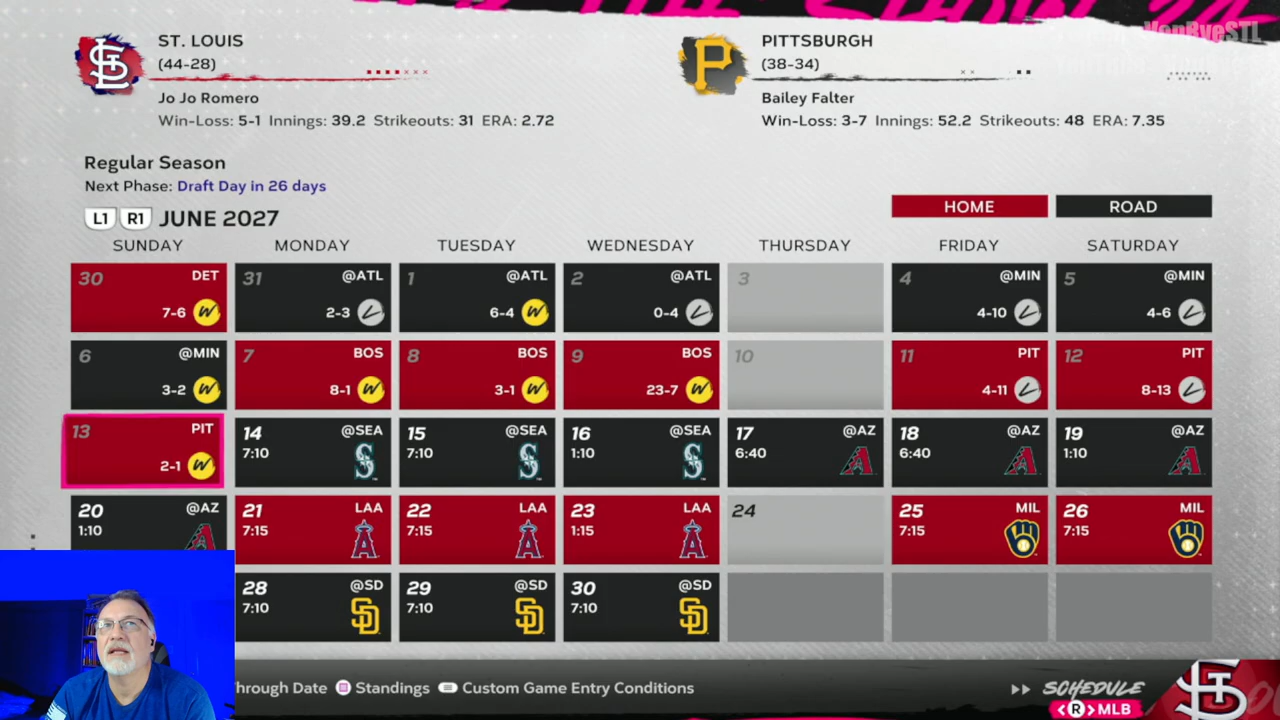 ST. LOUIS
(44-28)
Jo Jo Romero
Win-Loss: 5-1 Innings: 39.2 Strikeouts: 31 ERA: 2.72
PITTSBURGH
(38-34)
Bailey Falter
Win-Loss: 3-7 Innings: 52.2 Strikeouts: 48 ERA: 7.35
Regular Season
Next Phase: Draft Day in 26 days
L1 R1 JUNE 2027
HOME ROAD
SUNDAY MONDAY TUESDAY WEDNESDAY THURSDAY FRIDAY SATURDAY
30 DET 31 @ATL 1 @ATL 2 @ATL 3 4 @MIN 5 @MIN
7-6 W 2-3 L 6-4 W 0-4 L 4-10 L 4-6 L
6 @MIN 7 BOS 8 BOS 9 BOS 10 11 PIT 12 PIT
3-2 W 8-1 W 3-1 W 23-7 W 4-11 L 8-13 L
13 PIT 14 @SEA 15 @SEA 16 @SEA 17 @AZ 18 @AZ 19 @AZ
2-1 W 7:10 7:10 1:10 6:40 6:40 1:10
20 @AZ 21 LAA 22 LAA 23 LAA 24 25 MIL 26 MIL
1:10 7:15 7:15 1:15 7:15 7:15
28 @SD 29 @SD 30 @SD
7:10 7:10 7:10
hrough Date Standings Custom Game Entry Conditions
SCHEDULE
R MLB